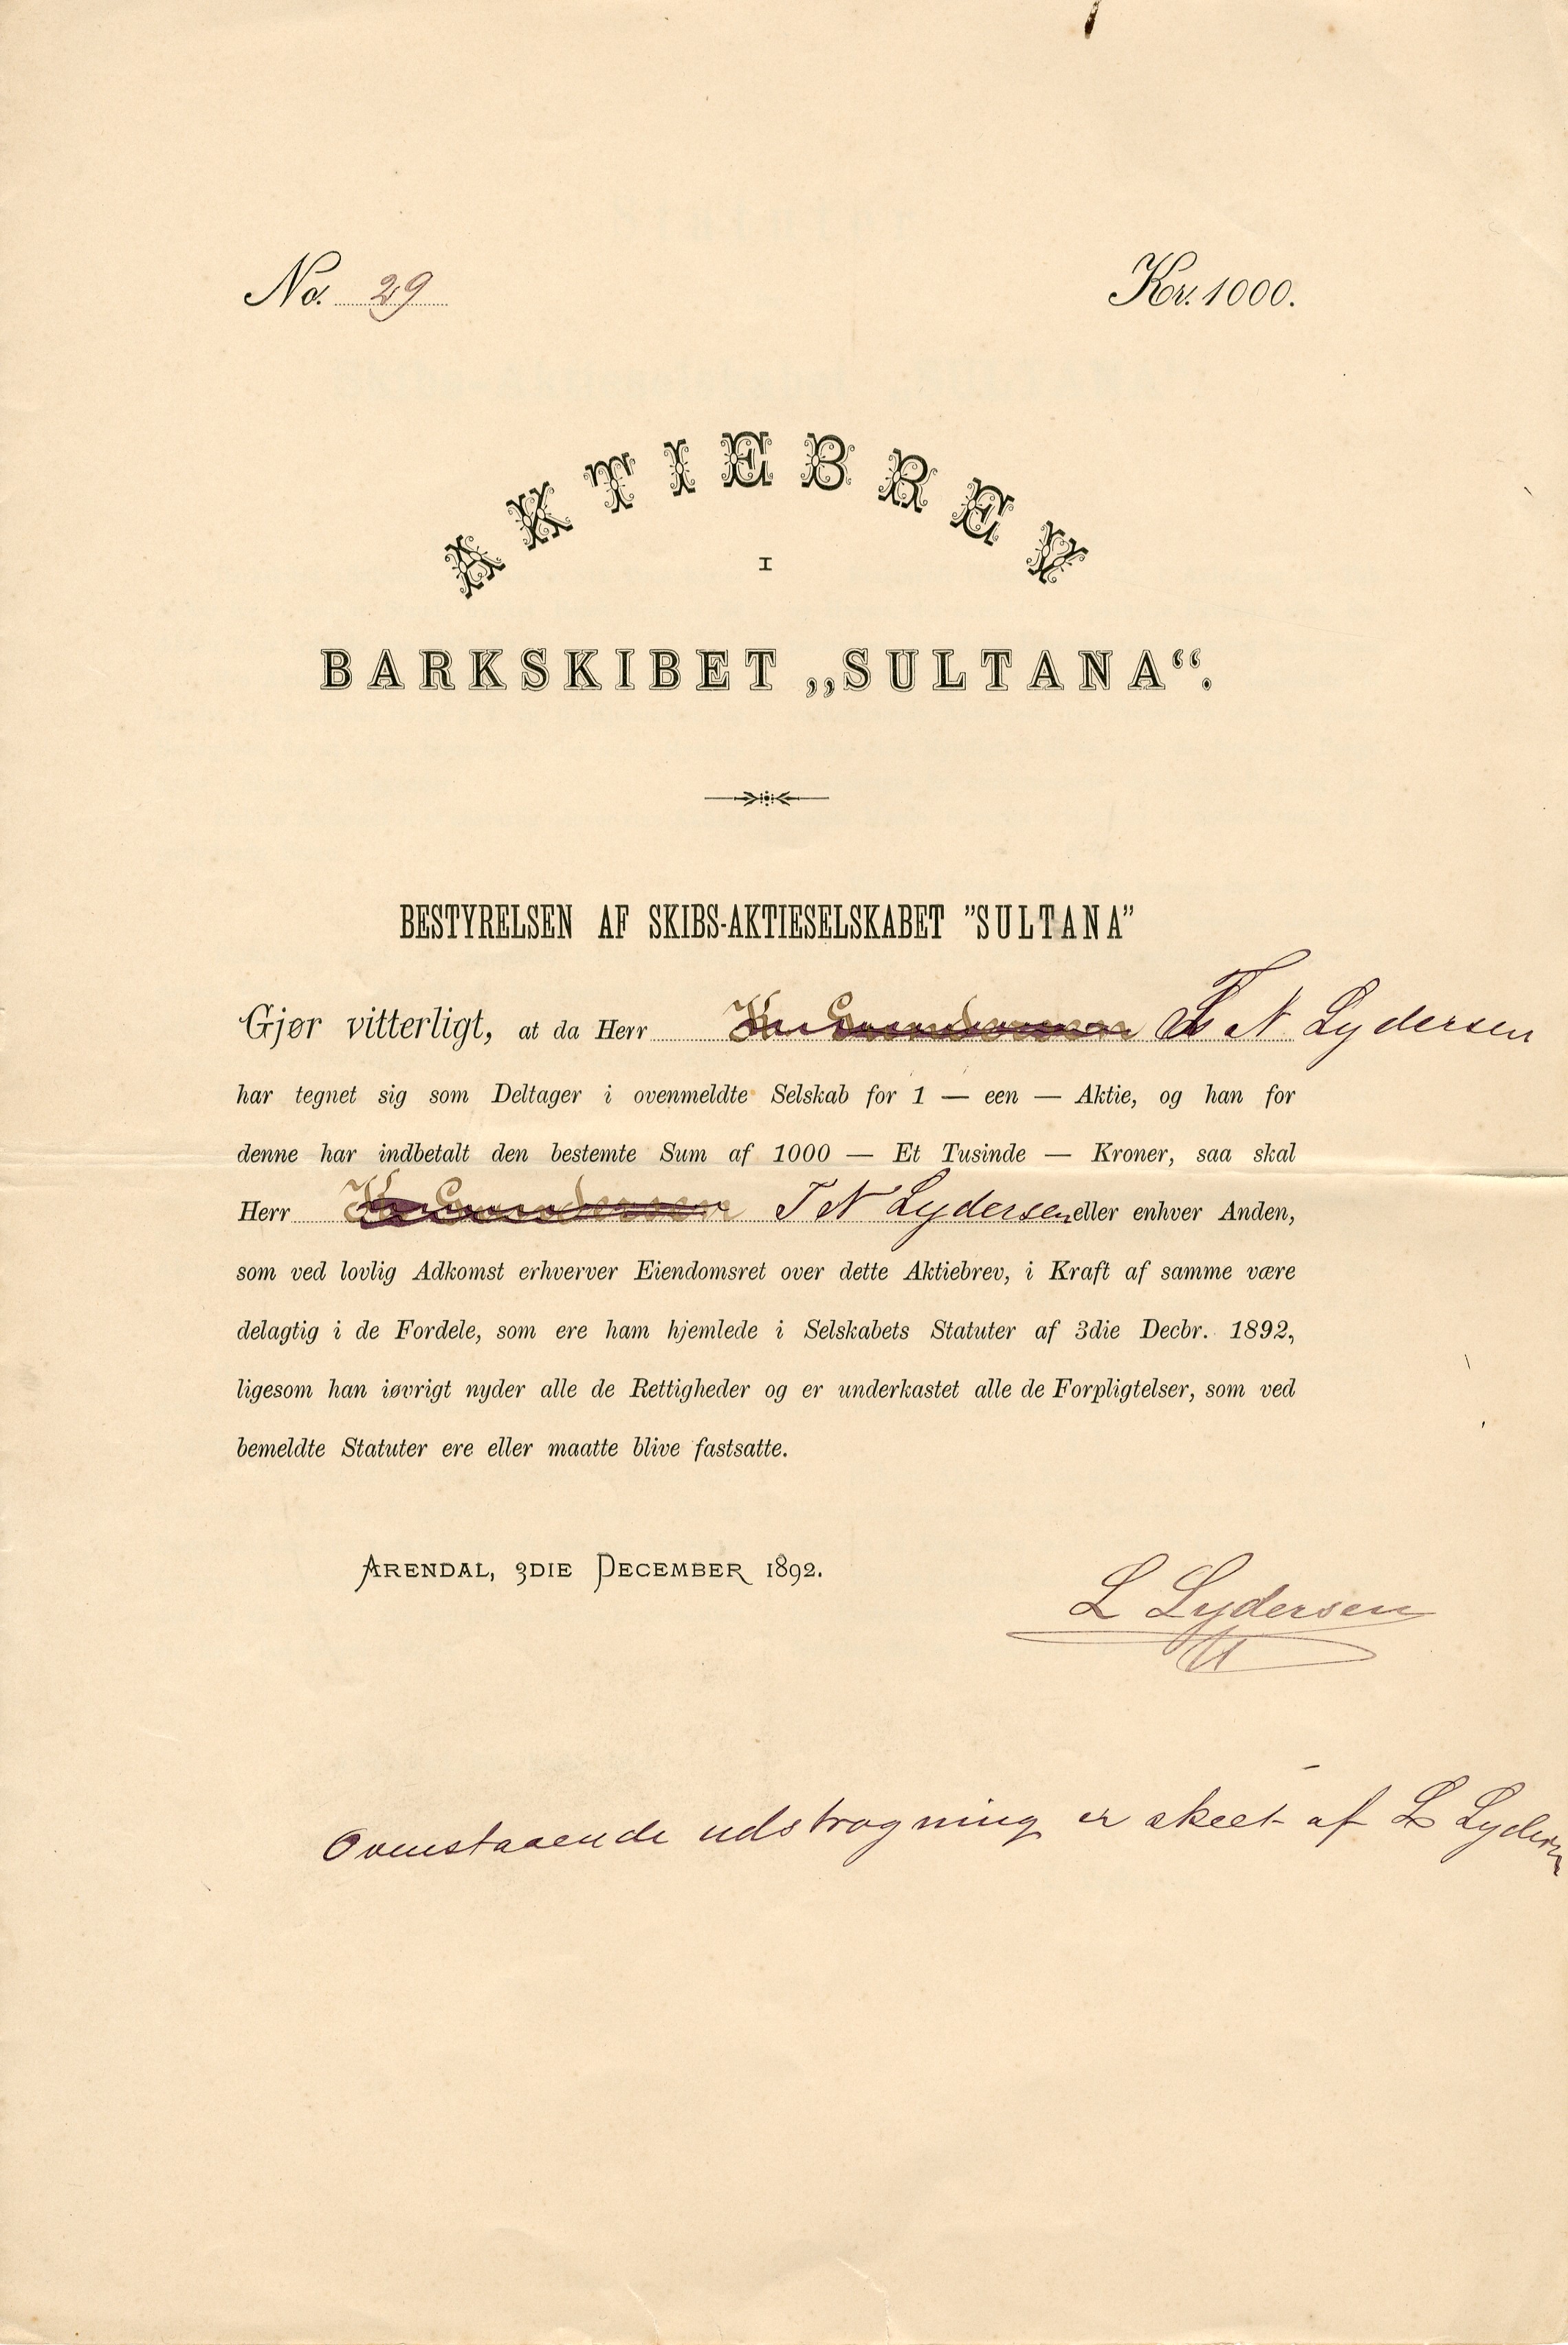 No. 29
Kr. 1000.
AKTIEBREV
I
BARKSKIBET „SULTANA“.
BESTYRELSEN AF SKIBS-AKTIESELSKABET ”SULTANA”
Gjør vitterligt, at da Herr T N Lydersen
har tegnet sig som Deltager i ovenmeldte Selskab for 1 — een — Aktie, og han for
denne har indbetalt den bestemte Sum af 1000 — Et Tusinde — Kroner, saa skal
Herr T N Lydersen eller enhver Anden,
som ved lovlig Adkomst erhverver Eiendomsret over dette Aktiebrev, i Kraft af samme være
delagtig i de Fordele, som ere ham hjemlede i Selskabets Statuter af 3die Decbr. 1892,
ligesom han iøvrigt nyder alle de Rettigheder og er underkastet alle de Forpligtelser, som ved
bemeldte Statuter ere eller maatte blive fastsatte.
ARENDAL, 3DIE DECEMBER 1892.
L Lydersen
Ovenstaaende udstrygning er skeet af L Lydersen